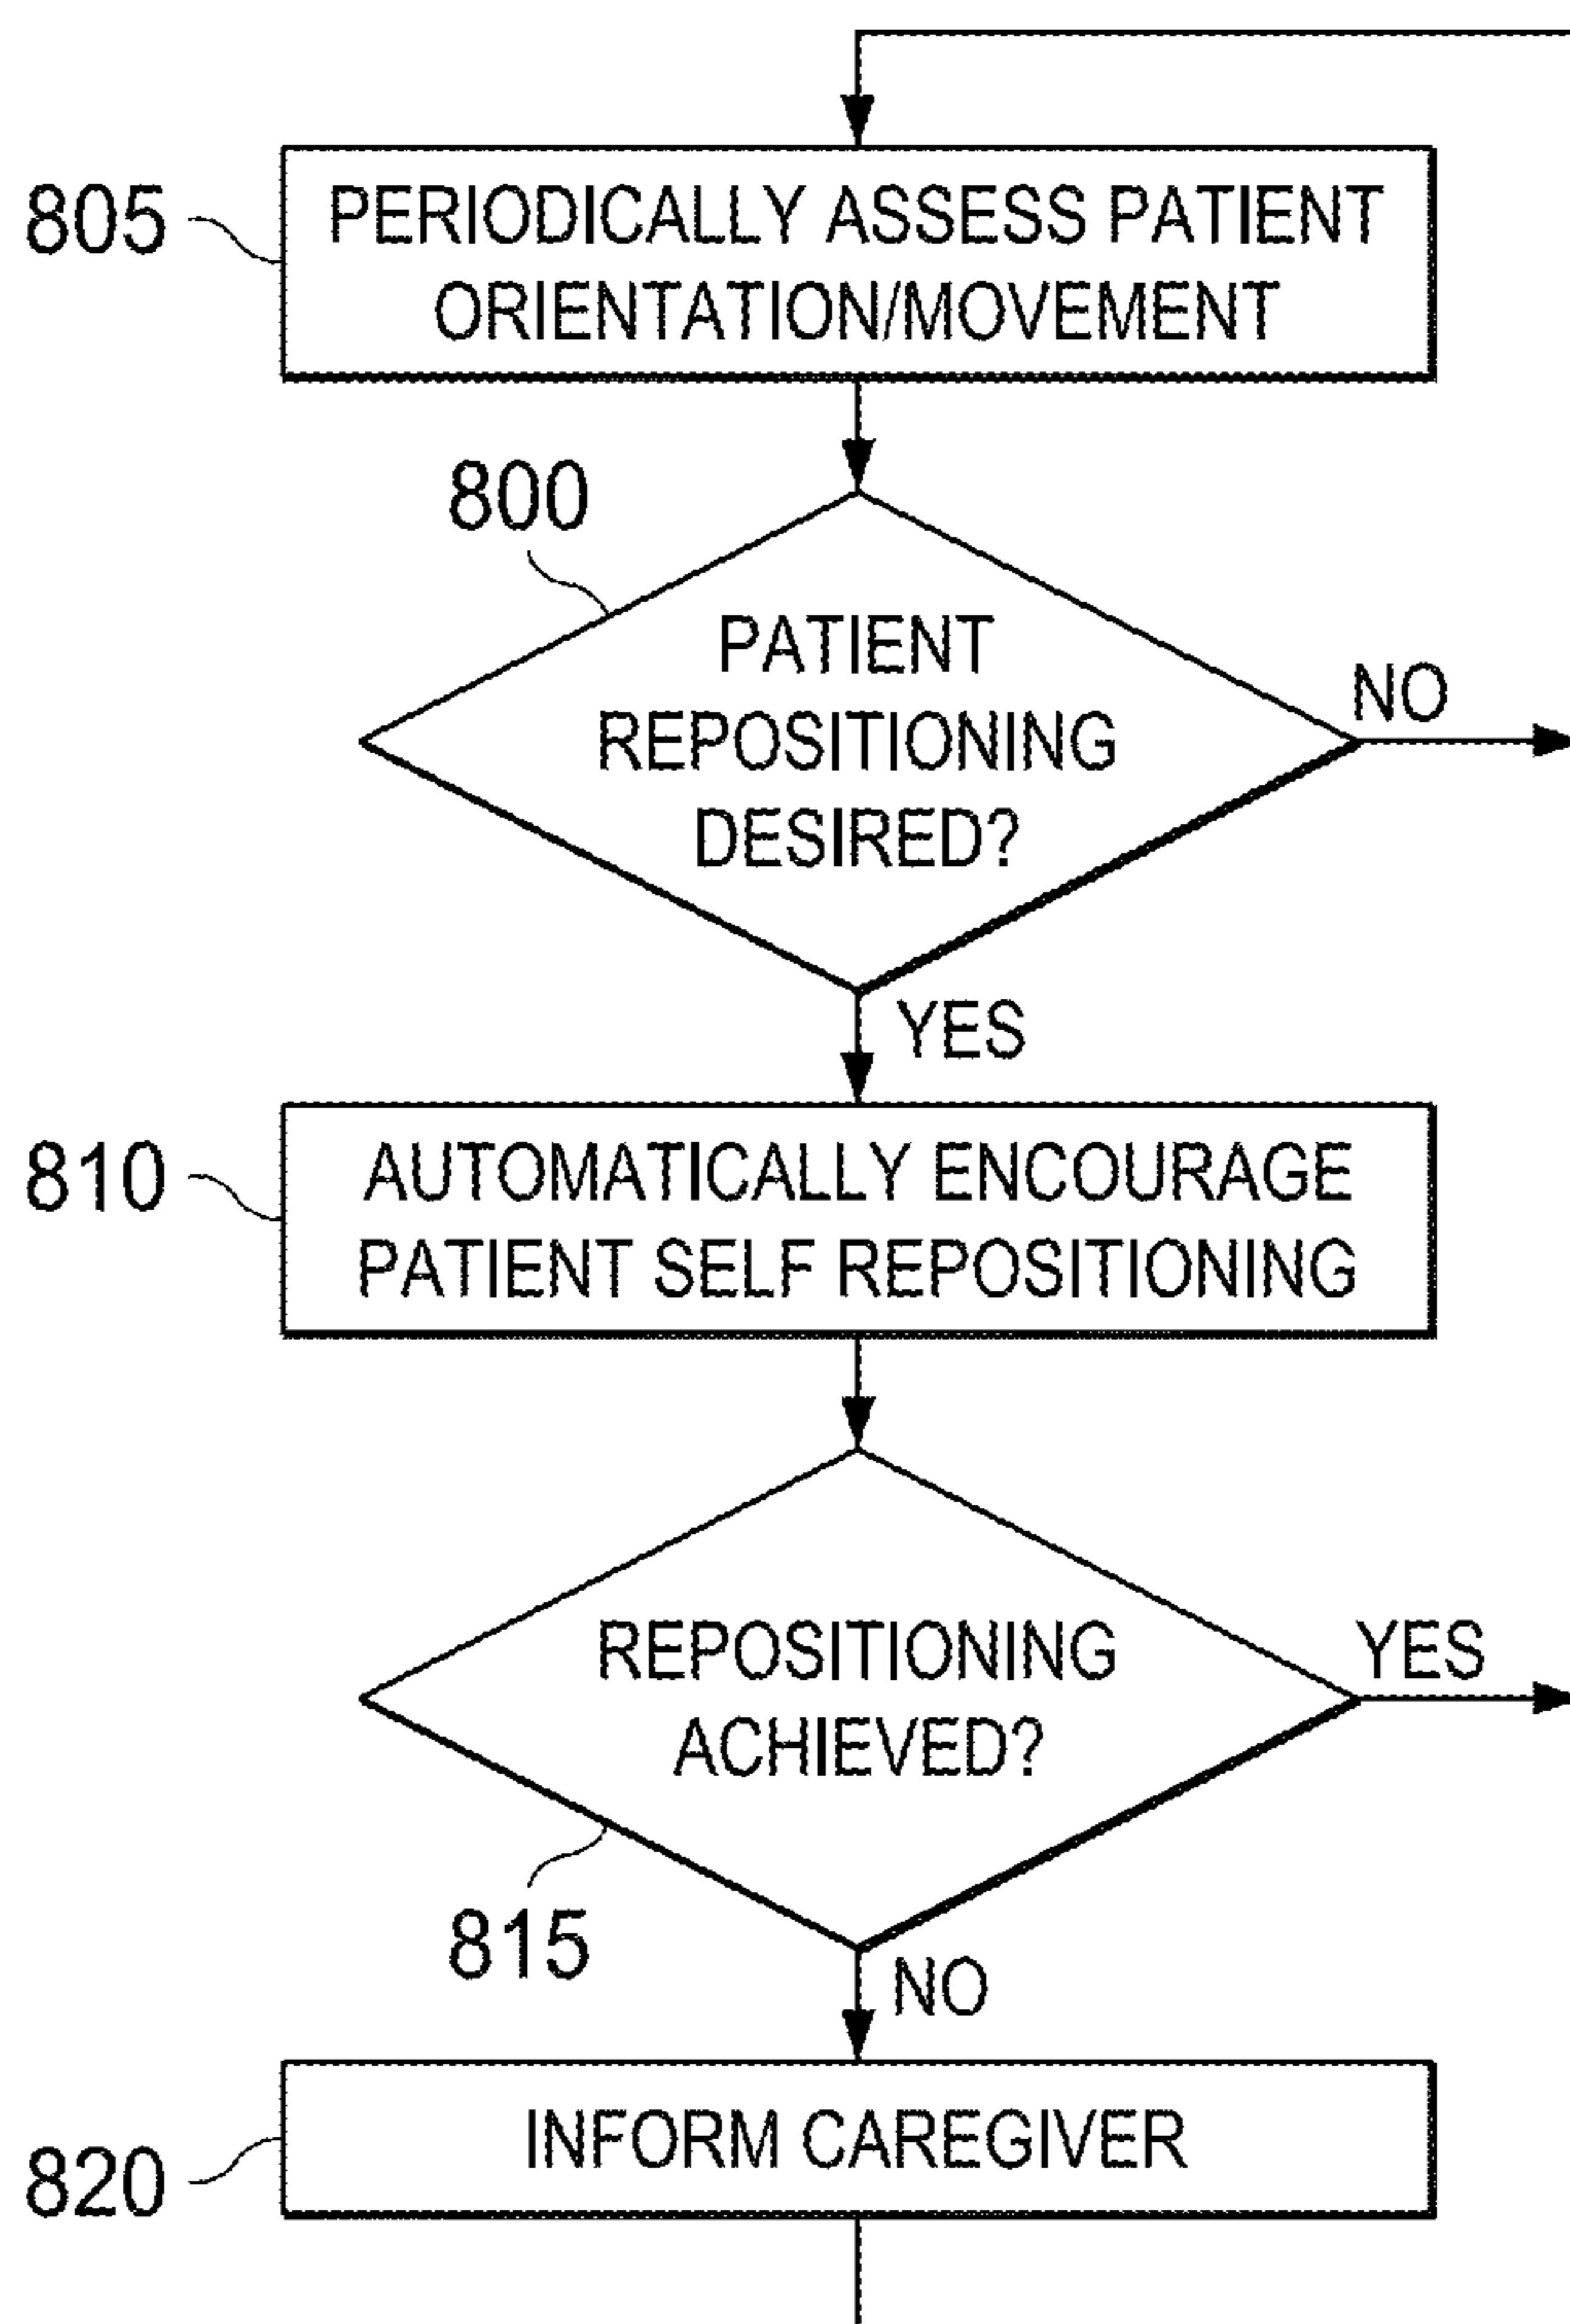 805
PERIODICALLY ASSESS PATIENT
ORIENTATION/MOVEMENT
800
PATIENT
REPOSITIONING
DESIRED?
NO
YES
810
AUTOMATICALLY ENCOURAGE
PATIENT SELF REPOSITIONING
REPOSITIONING
ACHIEVED?
YES
815
NO
INFORM CAREGIVER
820